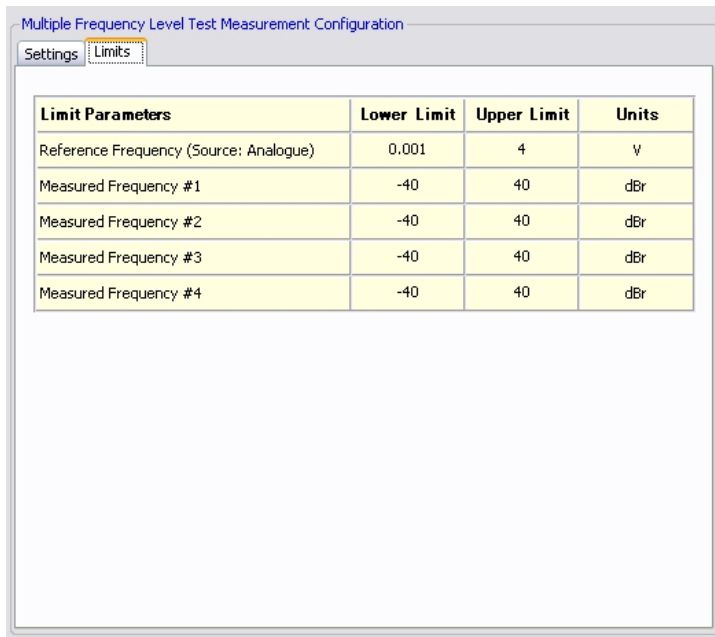 Multiple Frequency Level Test Measurement Configuration
Settings Limits
Limit Parameters Lower Limit Upper Limit Units
Reference Frequency (Source: Analogue) 0.001 4 V
Measured Frequency #1 -40 40 dBr
Measured Frequency #2 -40 40 dBr
Measured Frequency #3 -40 40 dBr
Measured Frequency #4 -40 40 dBr